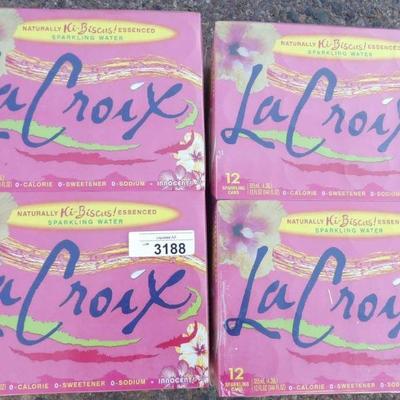 NATURALLY Hi-Biscus! ESSENCED
SPARKLING WATER
LaCroix
0-CALORIE 0-SWEETENER 0-SODIUM = INNOCENT!
NATURALLY Hi-Biscus! ESSENCED
SPARKLING WATER
LaCroix
12
SPARKLING
CANS
0-CALORIE 0-SWEETENER 0-SODIUM
NATURALLY Hi-Biscus! ESSENCED
SPARKLING WATER
3188
LaCroix
0-CALORIE 0-SWEETENER 0-SODIUM = INNOCENT!
NATURALLY Hi-Biscus! ESSENCED
SPARKLING WATER
LaCroix
12
SPARKLING
CANS
0-CALORIE 0-SWEETENER 0-SODIUM